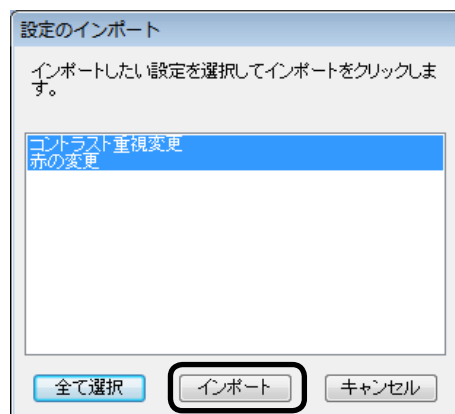 設定のインポート
インポートしたい設定を選択してインポートをクリックしま
す。
コントラスト重視変更
赤の変更
全て選択 インポート キャンセル